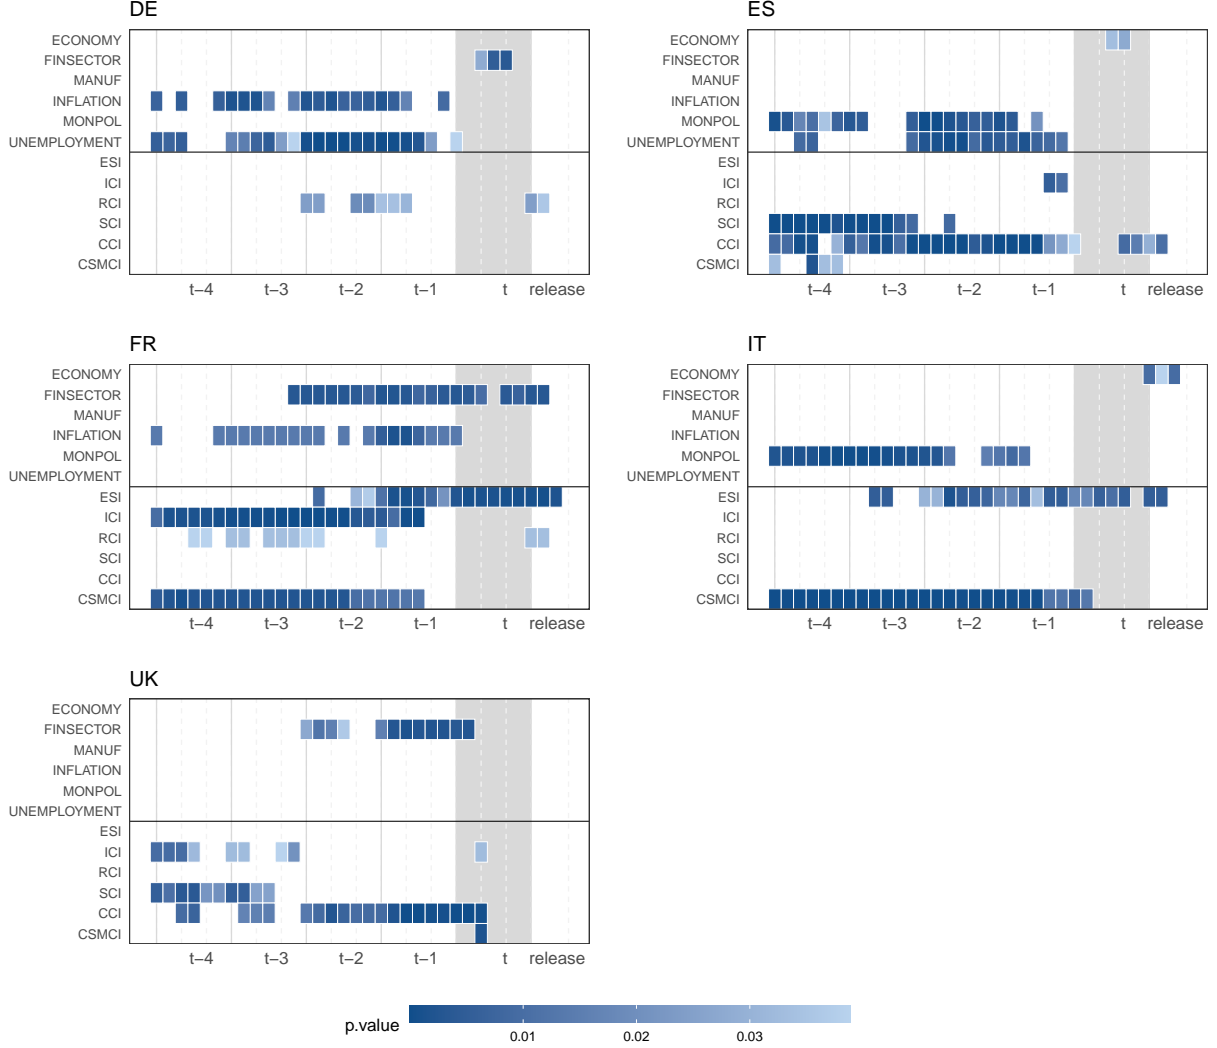 DE
ECONOMY
FINSECTOR
MANUF
INFLATION
MONPOL
UNEMPLOYMENT
ESI
ICI
RCI
SCI
CCI
CSMCI
t−4 t−3 t−2 t−1 t release
ES
ECONOMY
FINSECTOR
MANUF
INFLATION
MONPOL
UNEMPLOYMENT
ESI
ICI
RCI
SCI
CCI
CSMCI
t−4 t−3 t−2 t−1 t release
FR
ECONOMY
FINSECTOR
MANUF
INFLATION
MONPOL
UNEMPLOYMENT
ESI
ICI
RCI
SCI
CCI
CSMCI
t−4 t−3 t−2 t−1 t release
IT
ECONOMY
FINSECTOR
MANUF
INFLATION
MONPOL
UNEMPLOYMENT
ESI
ICI
RCI
SCI
CCI
CSMCI
t−4 t−3 t−2 t−1 t release
UK
ECONOMY
FINSECTOR
MANUF
INFLATION
MONPOL
UNEMPLOYMENT
ESI
ICI
RCI
SCI
CCI
CSMCI
t−4 t−3 t−2 t−1 t release
p.value
0.01 0.02 0.03